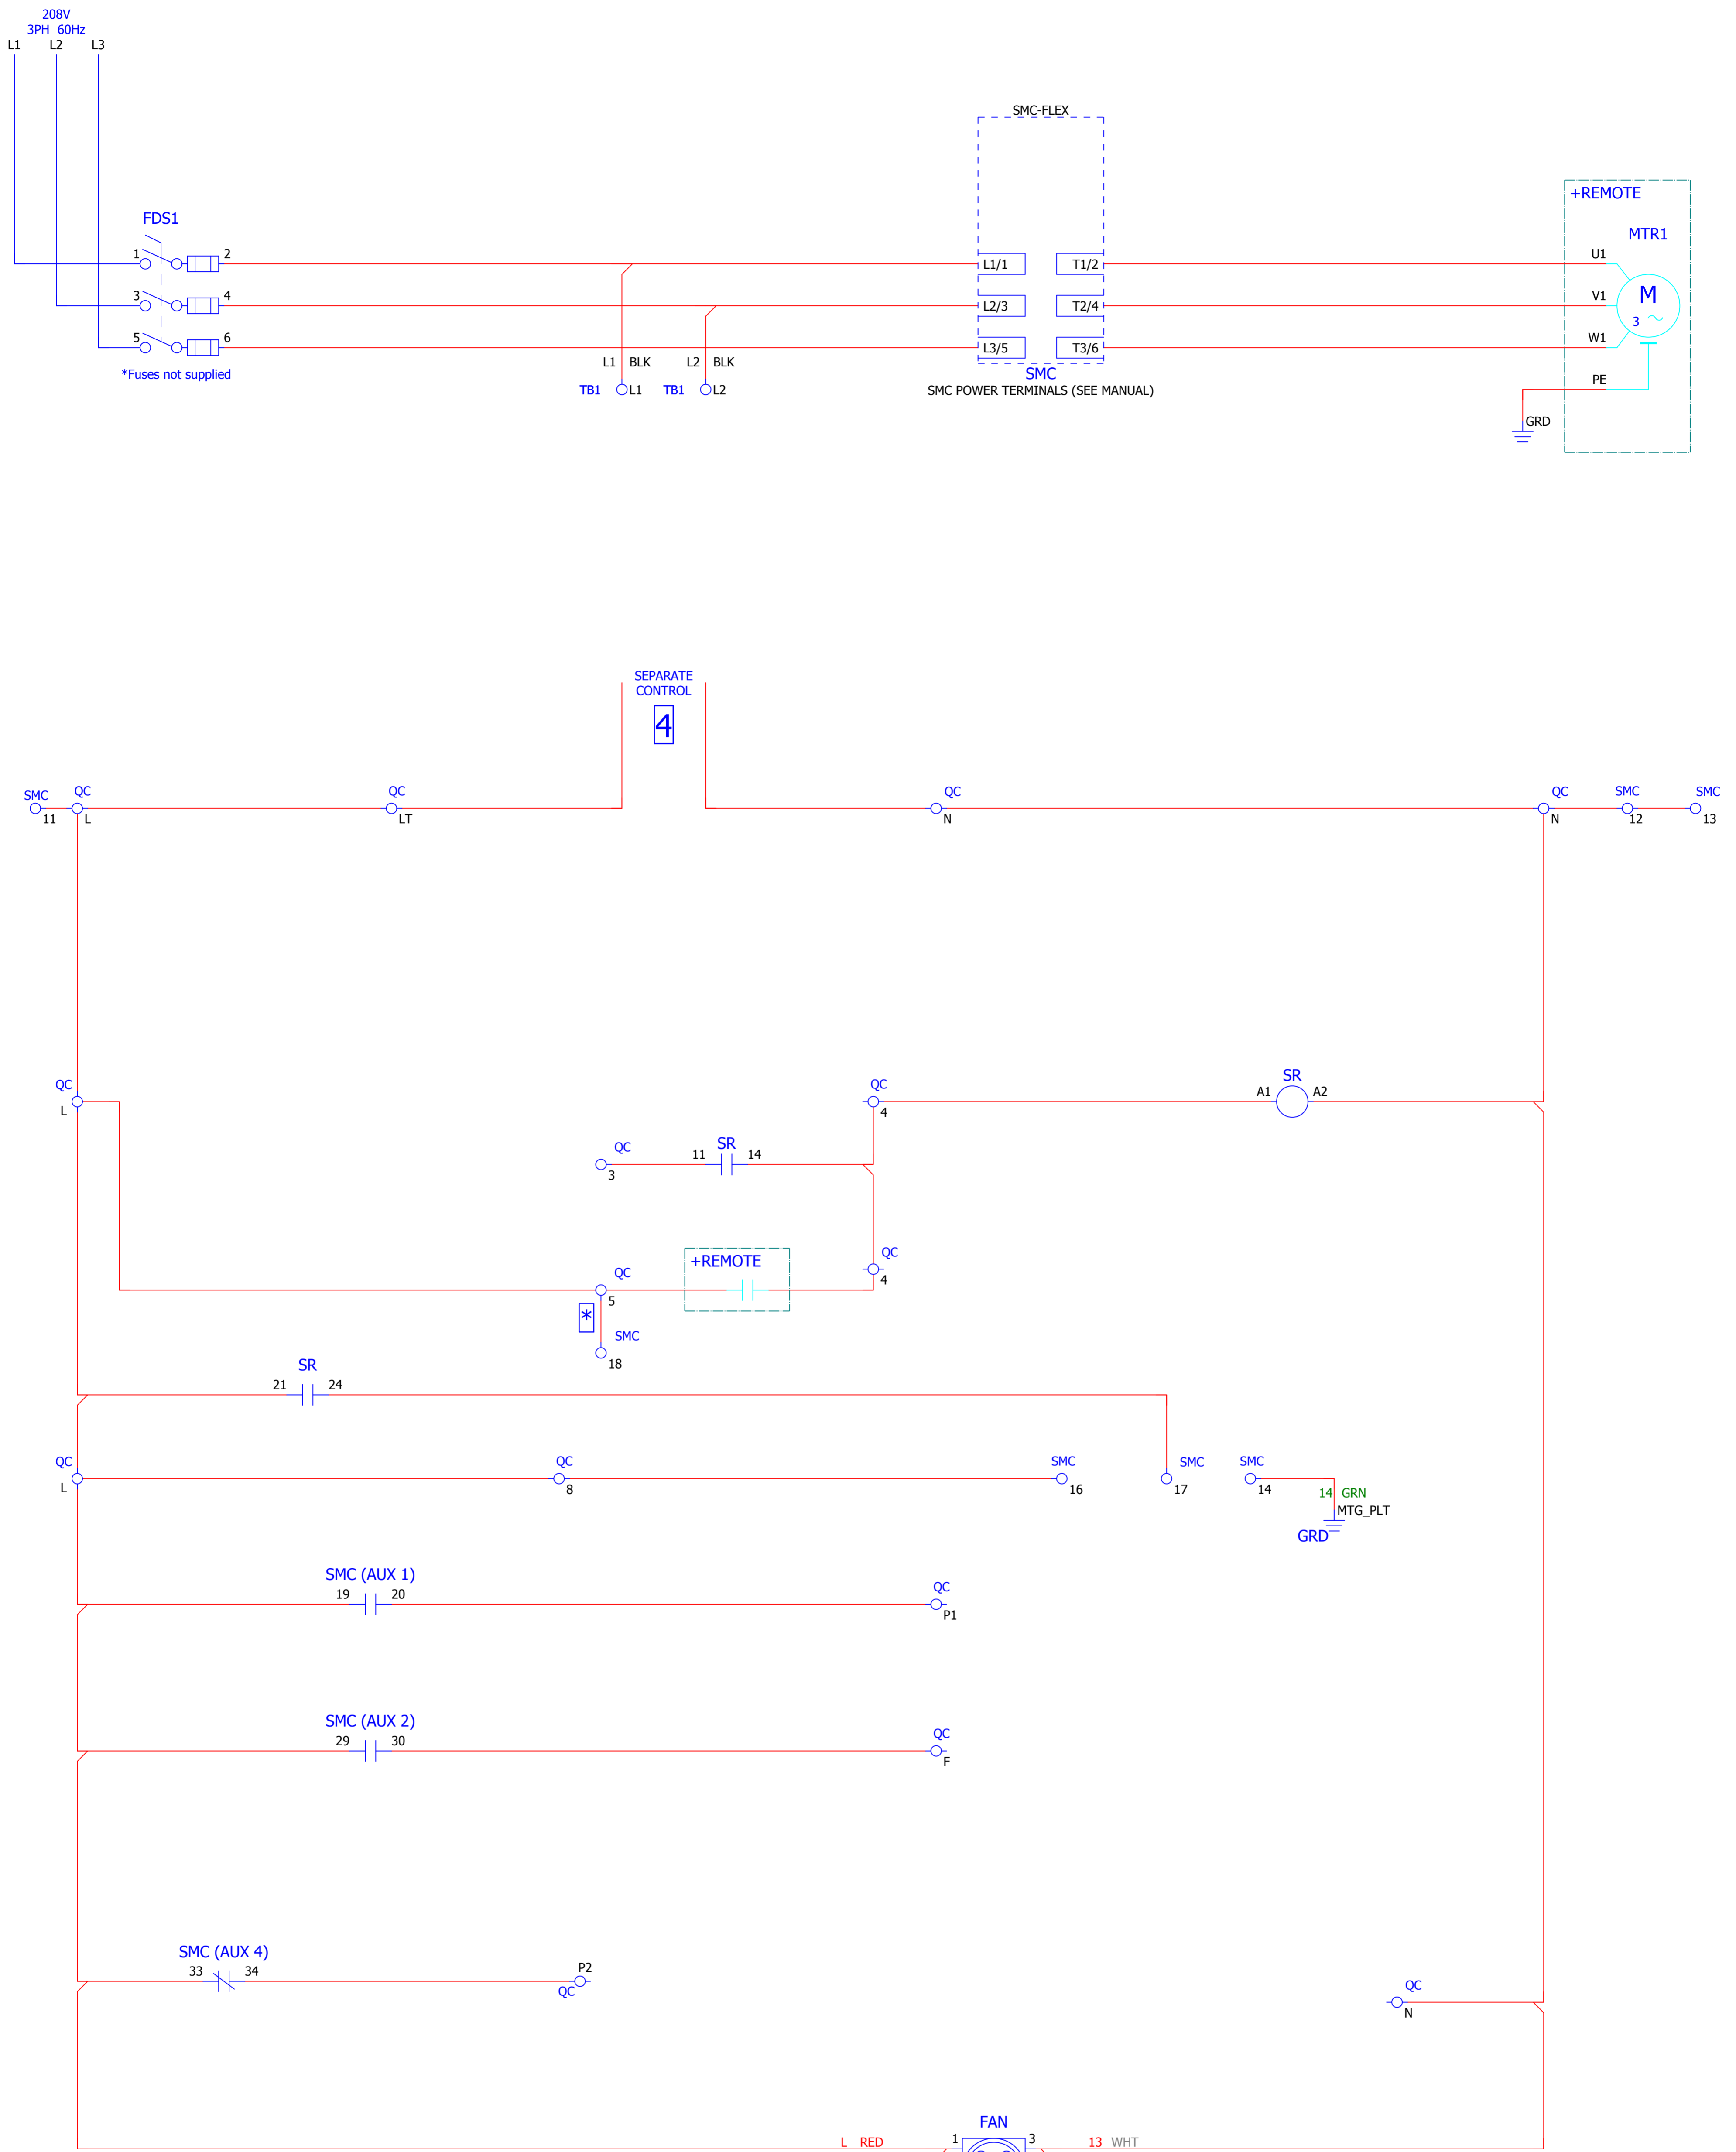 208V
3PH 60Hz
L1 L2 L3
SMC-FLEX
+REMOTE
FDS1
MTR1
1 2 L1/1 T1/2 U1
3 4 L2/3 T2/4 V1 M
3
5 6 L3/5 T3/6 W1
*Fuses not supplied
L1 BLK L2 BLK
SMC
PE
TB1 L1 TB1 L2
SMC POWER TERMINALS (SEE MANUAL)
GRD
SEPARATE
CONTROL
4
SMC QC QC QC QC SMC SMC
11 L LT N N 12 13
QC QC SR
L 4 A1 A2
QC SR
3 11 14
QC +REMOTE QC
5 4
*
SMC
18
SR
21 24
QC QC SMC SMC SMC
L 8 16 17 14
14 GRN
MTG_PLT
GRD
SMC (AUX 1)
19 20 QC
P1
SMC (AUX 2)
29 30 QC
F
SMC (AUX 4)
33 34 P2
QC
QC
N
FAN
L RED 1 3 13 WHT